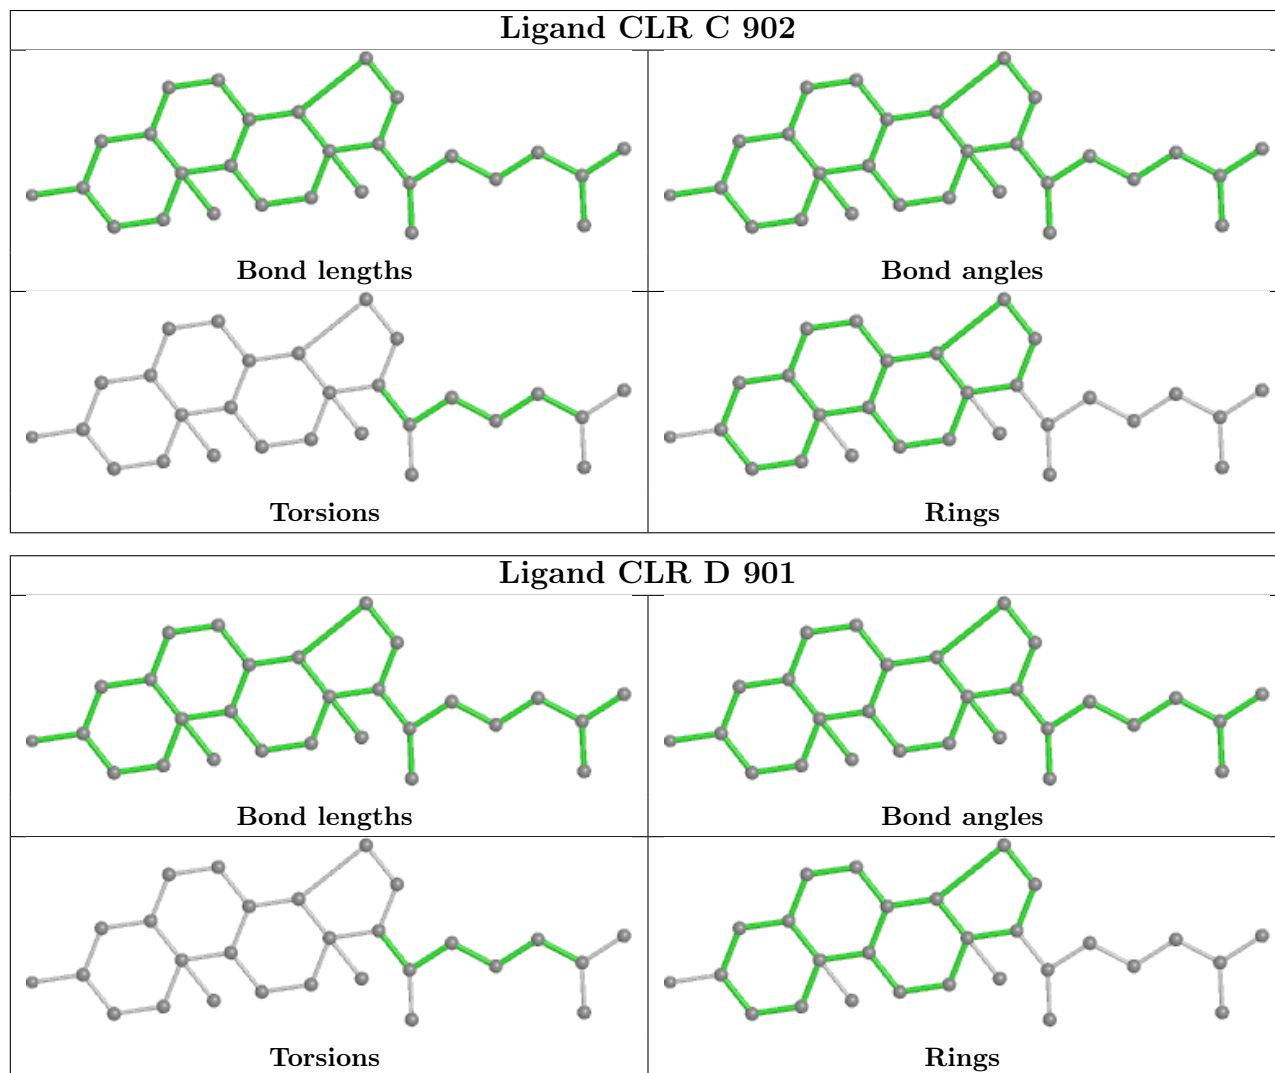 Ligand CLR C 902
Bond lengths
Bond angles
Torsions
Rings
Ligand CLR D 901
Bond lengths
Bond angles
Torsions
Rings